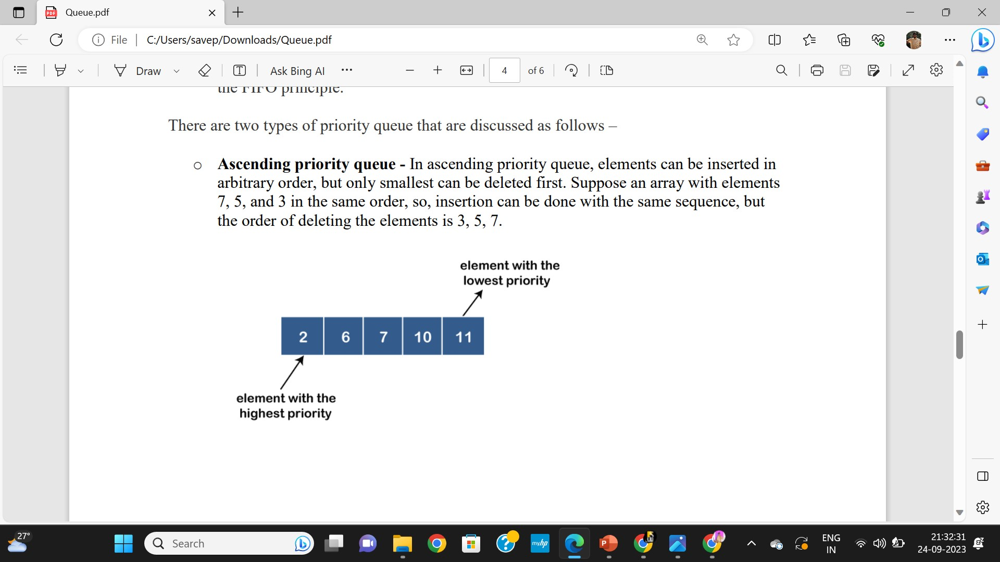 Queue.pdf
File
C:/Users/savep/Downloads/Queue.pdf
Draw
Ask Bing AI
4
of 6
the FIFO principle.
There are two types of priority queue that are discussed as follows –
Ascending priority queue - In ascending priority queue, elements can be inserted in
arbitrary order, but only smallest can be deleted first. Suppose an array with elements
7, 5, and 3 in the same order, so, insertion can be done with the same sequence, but
the order of deleting the elements is 3, 5, 7.
element with the
lowest priority
2 6 7 10 11
element with the
highest priority
27°
Search
myhp
ENG
IN
21:32:31
24-09-2023